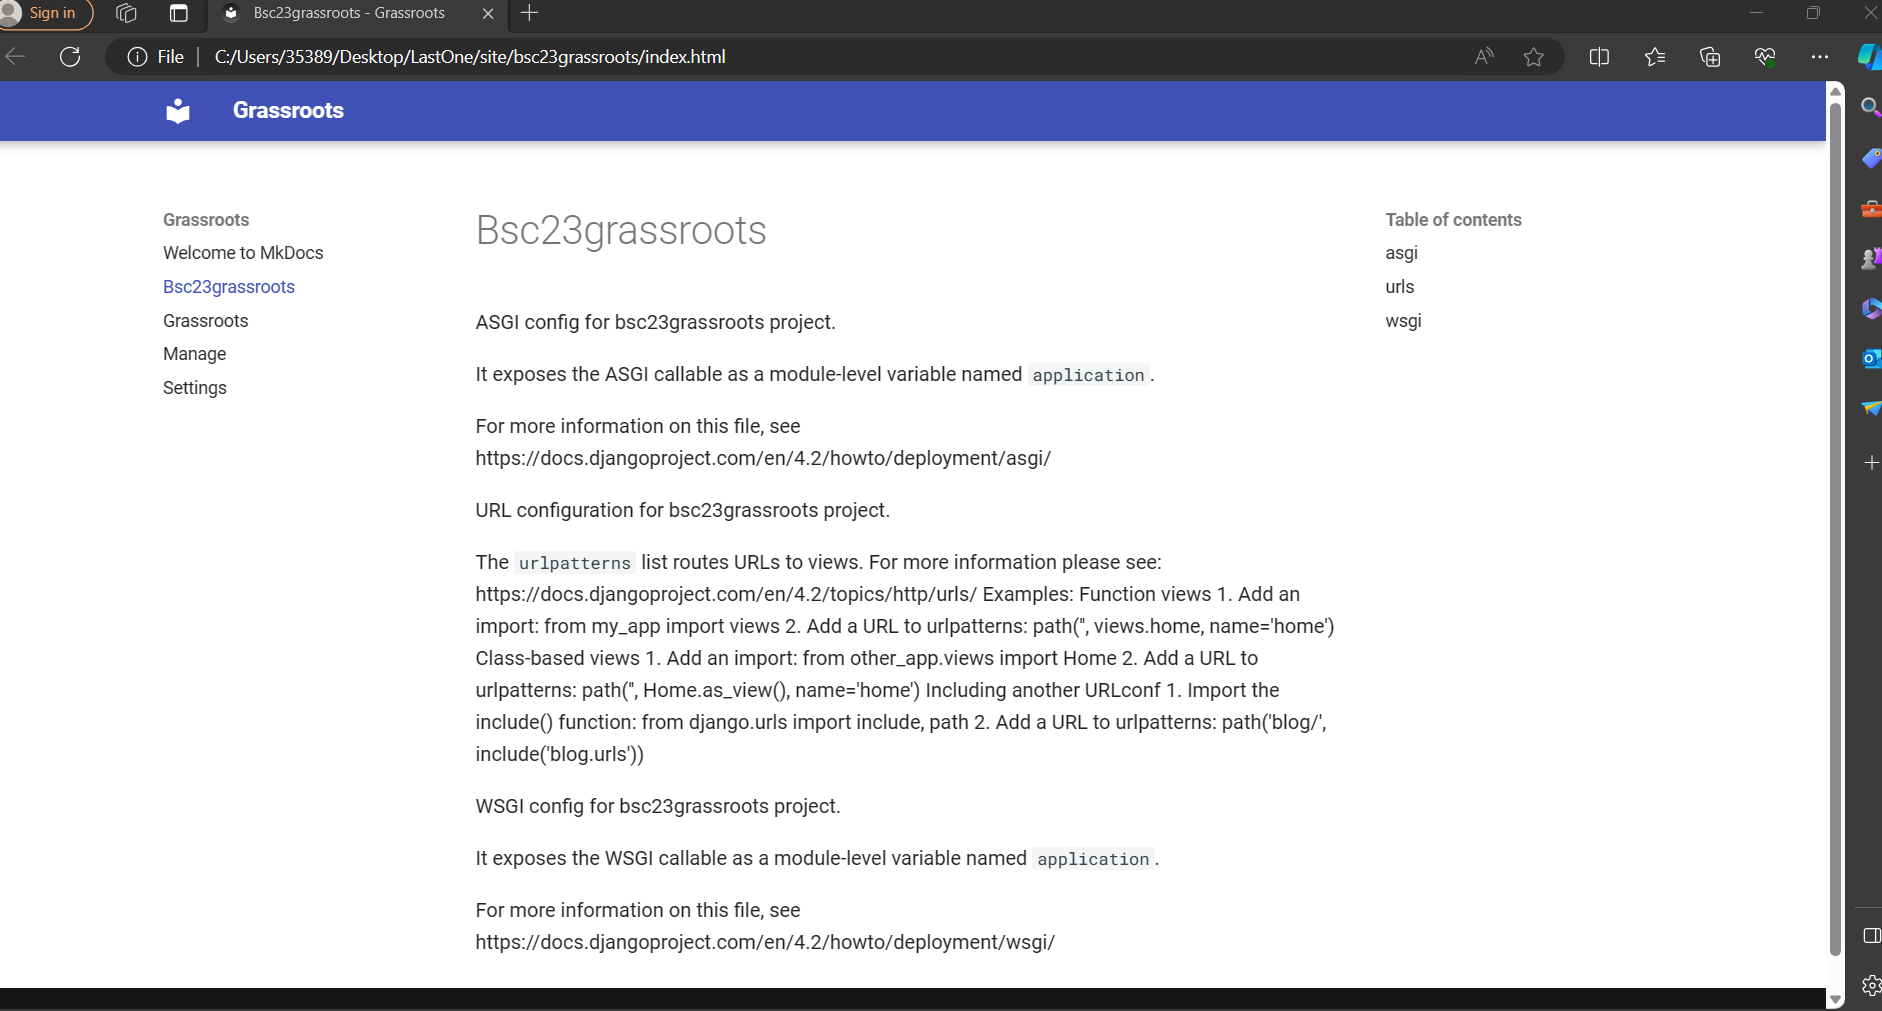 Sign in
Bsc23grassroots - Grassroots
File
C:/Users/35389/Desktop/LastOne/site/bsc23grassroots/index.html
Grassroots
Grassroots
Welcome to MkDocs
Bsc23grassroots
Grassroots
Manage
Settings
Bsc23grassroots
ASGI config for bsc23grassroots project.
It exposes the ASGI callable as a module-level variable named application.
For more information on this file, see
https://docs.djangoproject.com/en/4.2/howto/deployment/asgi/
URL configuration for bsc23grassroots project.
The urlpatterns list routes URLs to views. For more information please see:
https://docs.djangoproject.com/en/4.2/topics/http/urls/ Examples: Function views 1. Add an
import: from my_app import views 2. Add a URL to urlpatterns: path('', views.home, name='home')
Class-based views 1. Add an import: from other_app.views import Home 2. Add a URL to
urlpatterns: path('', Home.as_view(), name='home') Including another URLconf 1. Import the
include() function: from django.urls import include, path 2. Add a URL to urlpatterns: path('blog/',
include('blog.urls'))
WSGI config for bsc23grassroots project.
It exposes the WSGI callable as a module-level variable named application.
For more information on this file, see
https://docs.djangoproject.com/en/4.2/howto/deployment/wsgi/
Table of contents
asgi
urls
wsgi